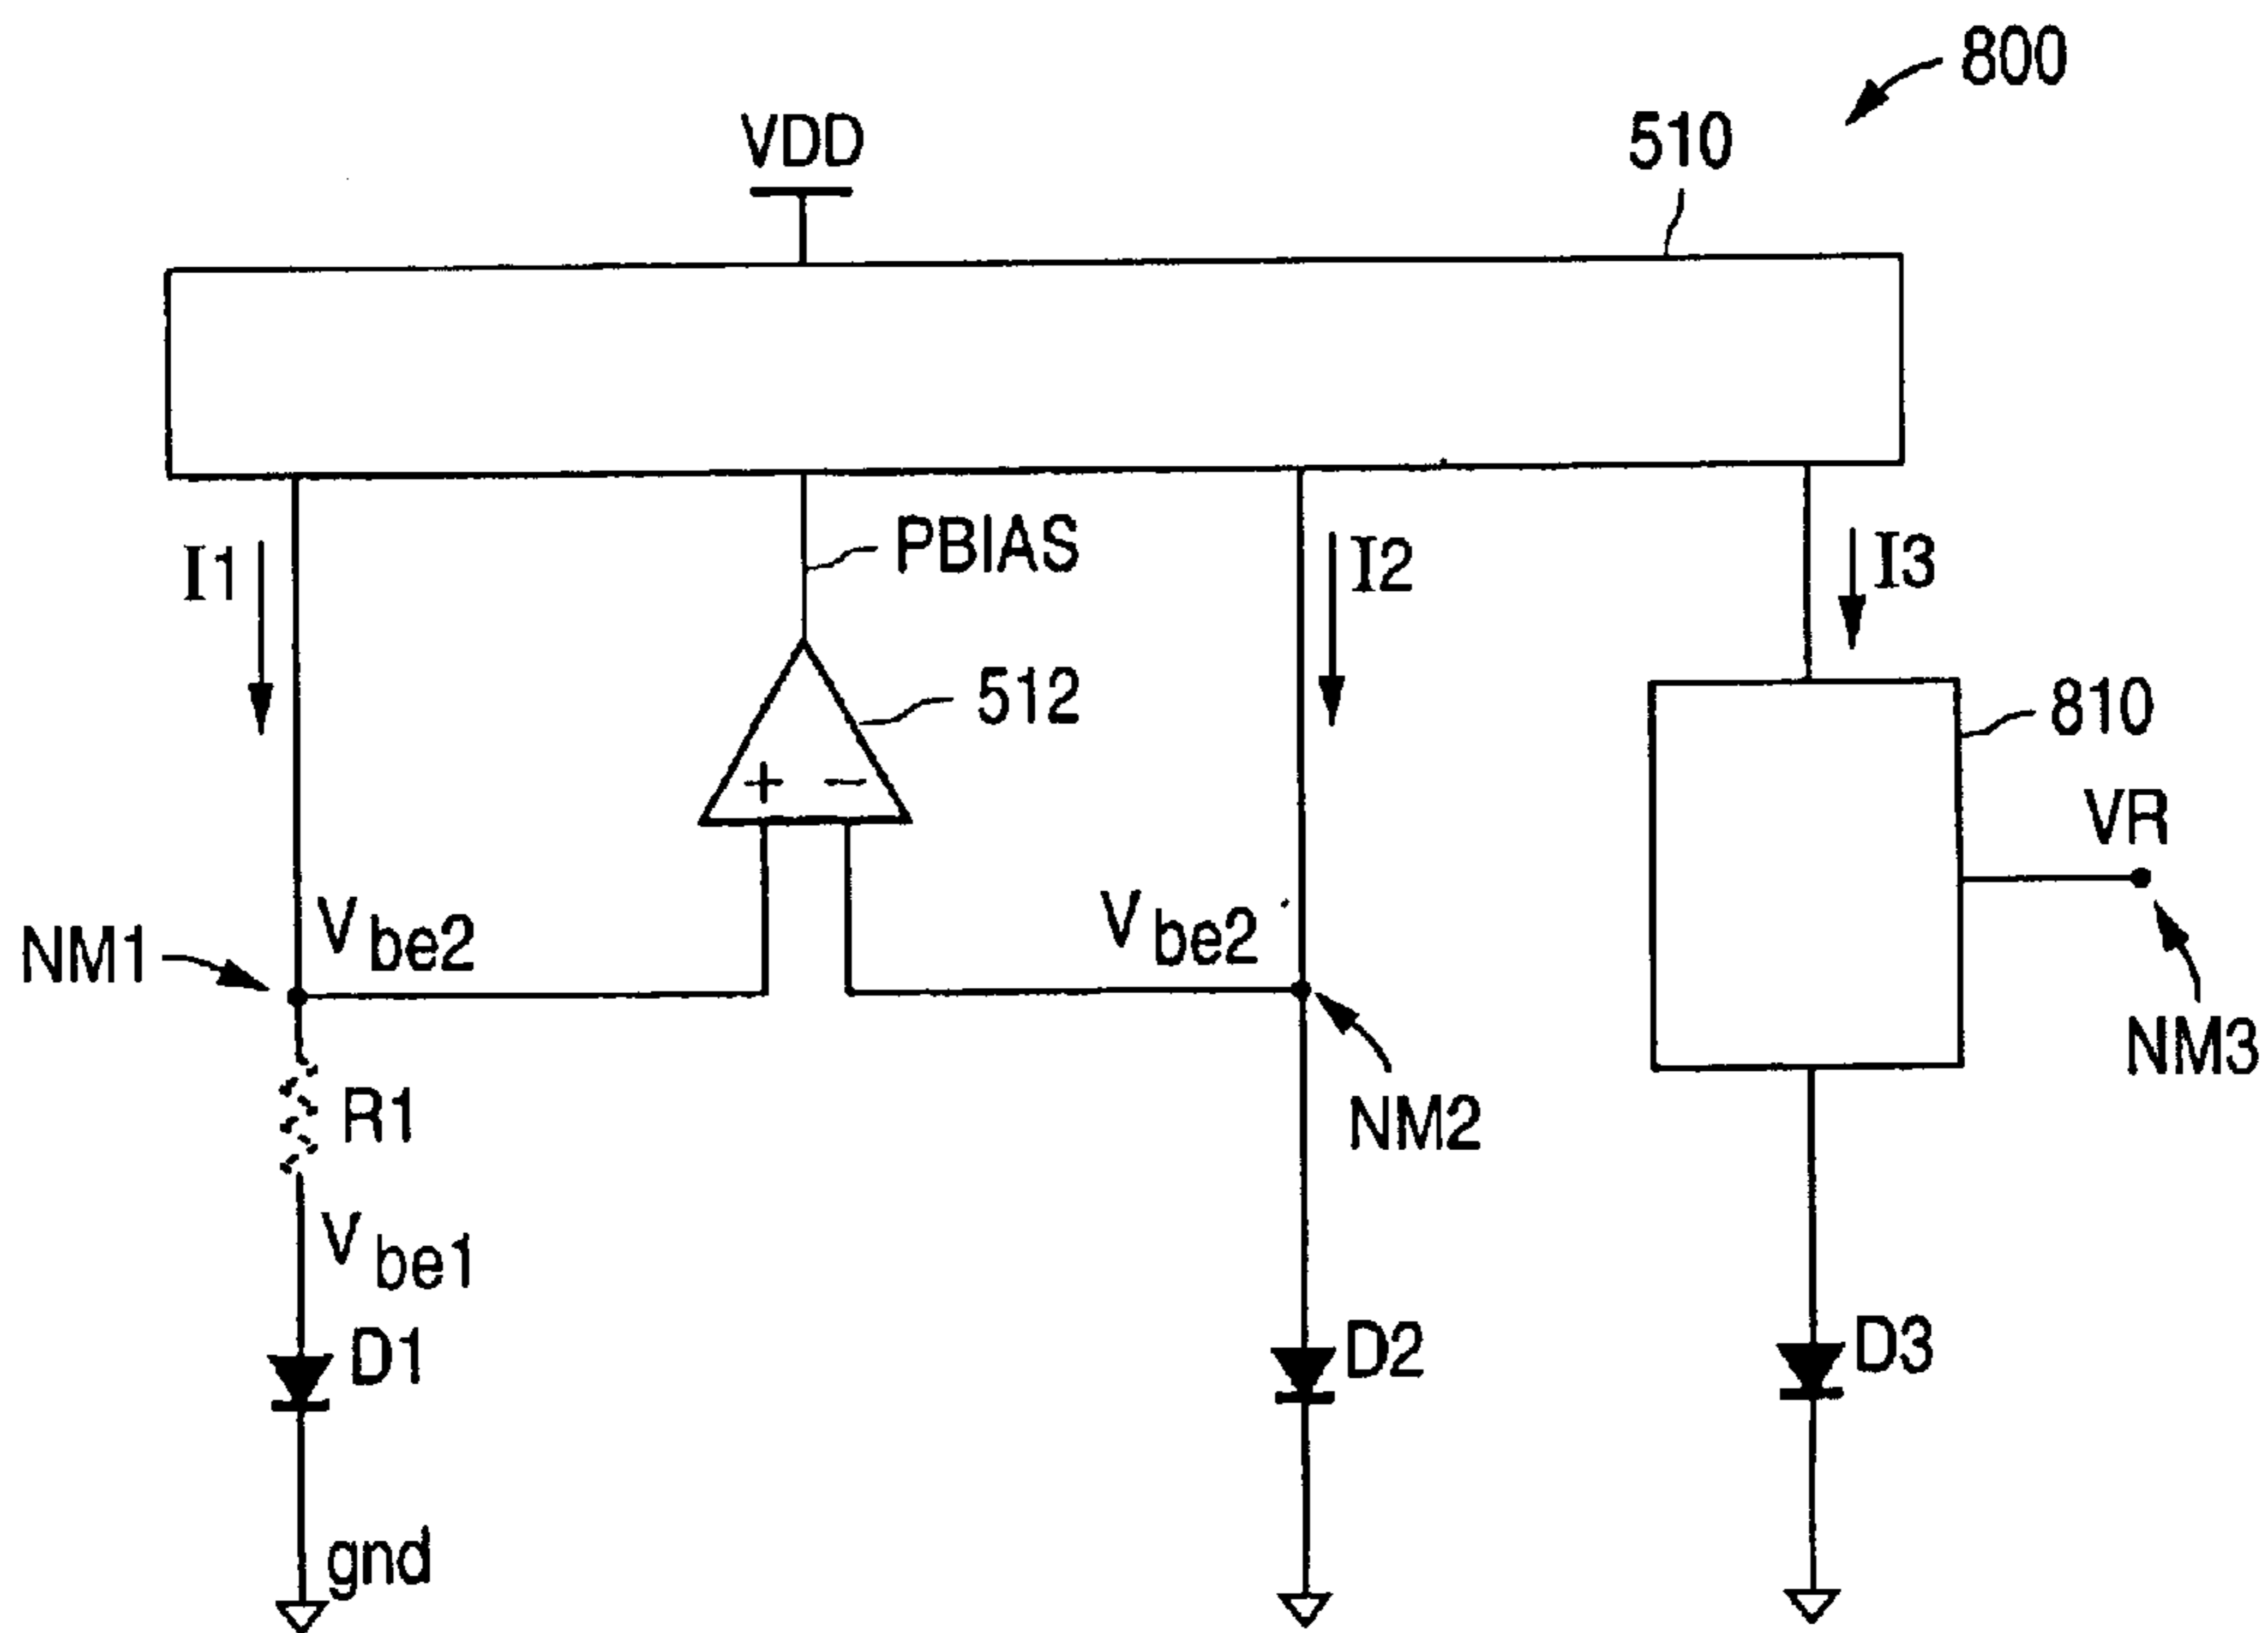 800
VDD
510
PBIAS
I1
I2
I3
512
810
+ −
VR
Vbe2
Vbe2
NM1
NM2
NM3
R1
Vbe1
D1
D2
D3
gnd